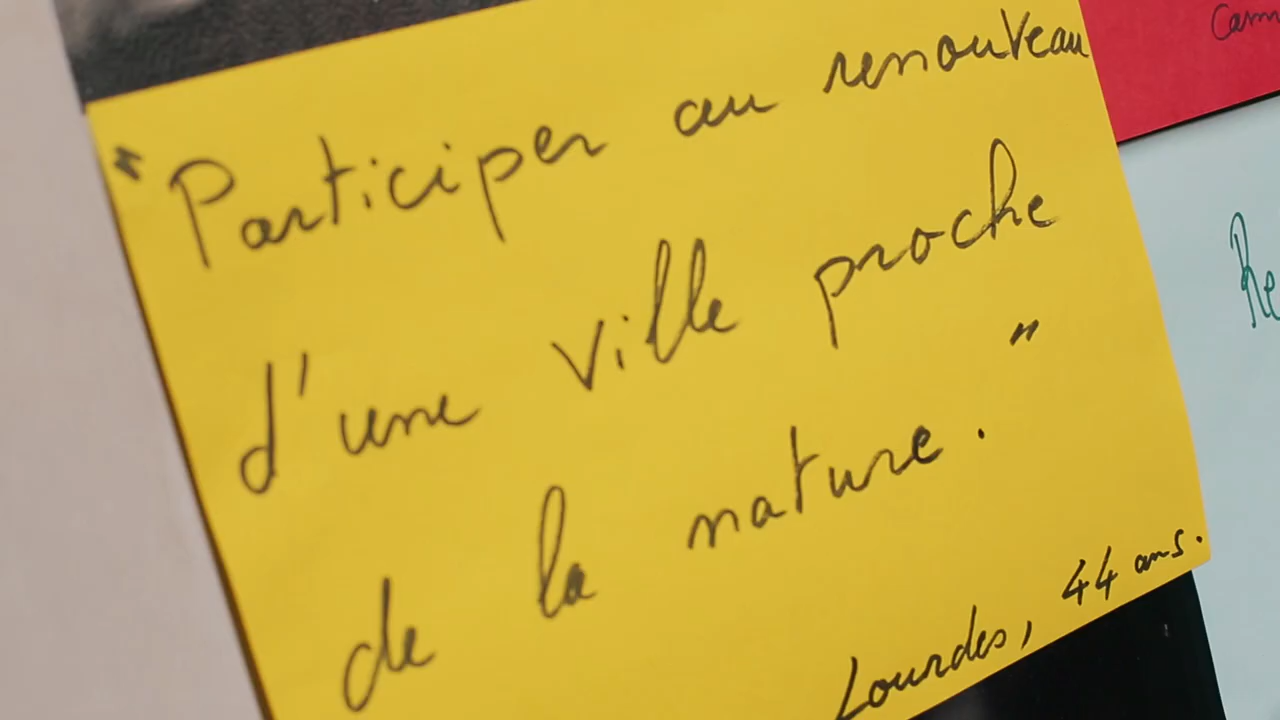 "Participer au renouveau
d'une ville proche
de la nature."
Lourdes, 44 ans.